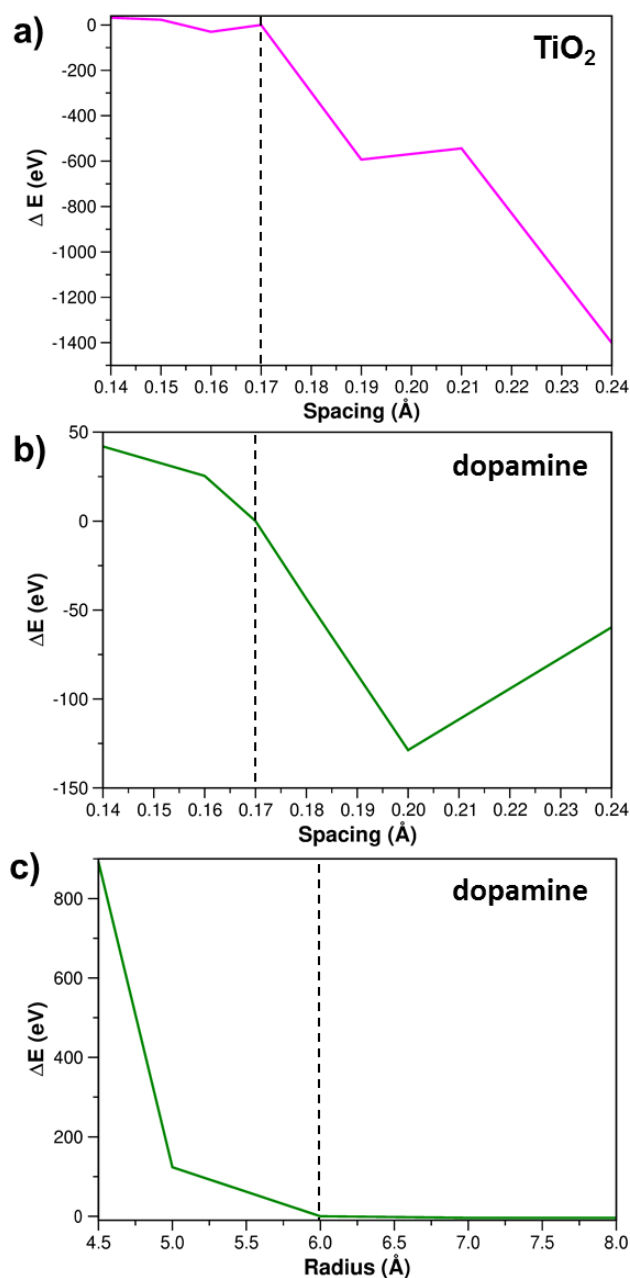 a)
TiO₂
0
-200
-400
-600
-800
-1000
-1200
-1400
Δ E (eV)
0.14 0.15 0.16 0.17 0.18 0.19 0.20 0.21 0.22 0.23 0.24
Spacing (Å)
b)
dopamine
50
0
-50
-100
-150
ΔE (eV)
0.14 0.15 0.16 0.17 0.18 0.19 0.20 0.21 0.22 0.23 0.24
Spacing (Å)
c)
dopamine
800
600
400
200
0
ΔE (eV)
4.5 5.0 5.5 6.0 6.5 7.0 7.5 8.0
Radius (Å)